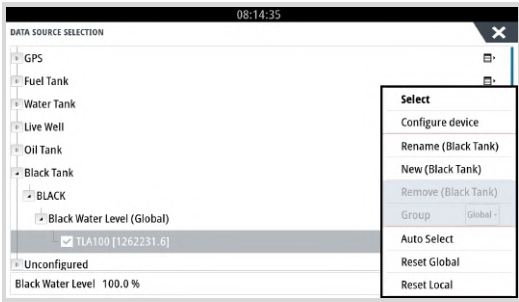 08:14:35
DATA SOURCE SELECTION
GPS
Fuel Tank
Water Tank
Live Well
Oil Tank
Black Tank
BLACK
Black Water Level (Global)
TLA100 [1262231.6]
Unconfigured
Black Water Level 100.0 %
Select
Configure device
Rename (Black Tank)
New (Black Tank)
Remove (Black Tank)
Group Global
Auto Select
Reset Global
Reset Local